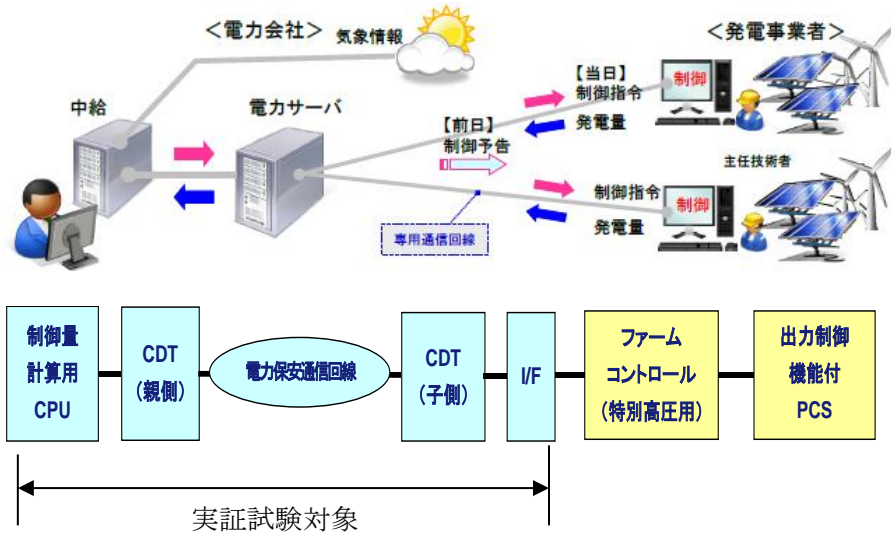 <電力会社>
気象情報
<発電事業者>
中給
電力サーバ
【前日】
制御予告
【当日】
制御指令
発電量
制御
主任技術者
制御指令
発電量
制御
専用通信回線
制御量
計算用
CPU
CDT
(親側)
電力保安通信回線
CDT
(子側)
I/F
ファーム
コントロール
(特別高圧用)
出力制御
機能付
PCS
実証試験対象